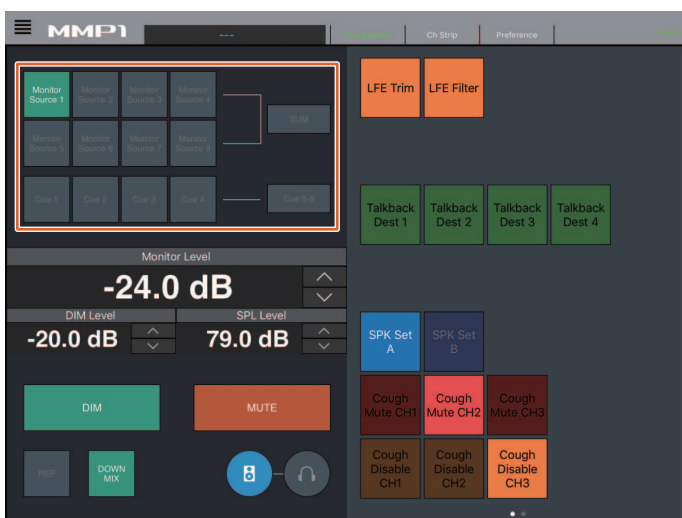 MMP1
---
Ch Strip
Preference
Monitor
Source 1
Monitor
Source 2
Monitor
Source 3
Monitor
Source 4
SUM
Monitor
Source 5
Monitor
Source 6
Monitor
Source 7
Monitor
Source 8
Cue 1
Cue 2
Cue 3
Cue 4
Cue 5-8
Monitor Level
-24.0 dB
DIM Level
SPL Level
-20.0 dB
79.0 dB
DIM
MUTE
REF
DOWN
MIX
LFE Trim
LFE Filter
Talkback
Dest 1
Talkback
Dest 2
Talkback
Dest 3
Talkback
Dest 4
SPK Set
A
SPK Set
B
Cough
Mute CH1
Cough
Mute CH2
Cough
Mute CH3
Cough
Disable
CH1
Cough
Disable
CH2
Cough
Disable
CH3